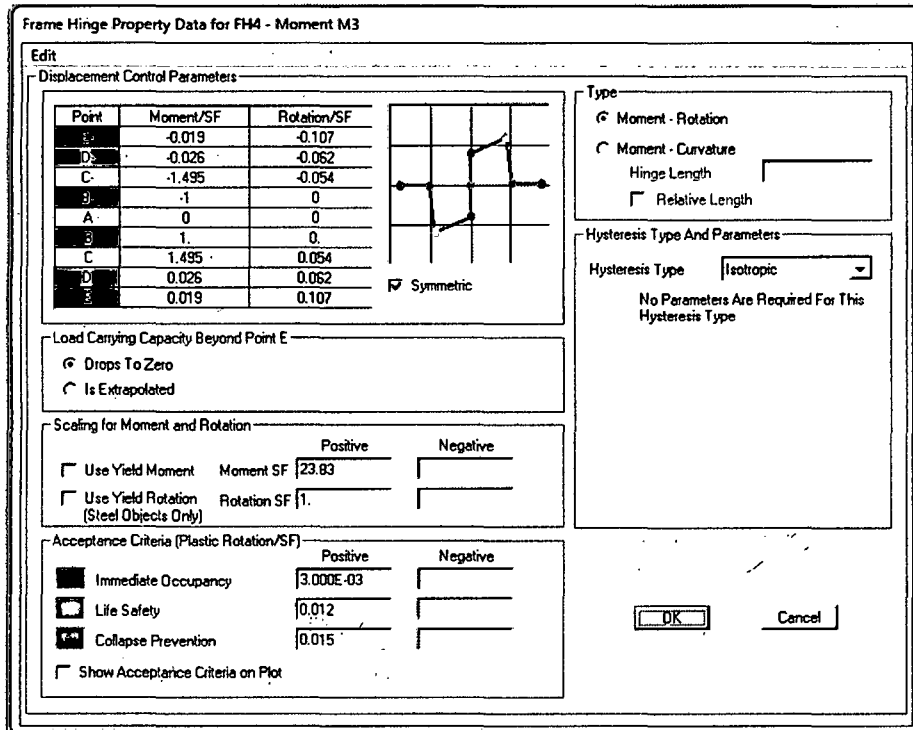 Frame Hinge Property Data for FH4 - Moment M3
Edit
Displacement Control Parameters
Point Moment/SF Rotation/SF
E- -0.019 -0.107
D- -0.026 -0.062
C- -1.495 -0.054
B- -1 0
A 0 0
B 1. 0.
C 1.495 0.054
D 0.026 0.062
E 0.019 0.107
Symmetric
Type
Moment - Rotation
Moment - Curvature
Hinge Length
Relative Length
Hysteresis Type And Parameters
Hysteresis Type Isotropic
No Parameters Are Required For This
Hysteresis Type
Load Carrying Capacity Beyond Point E
Drops To Zero
Is Extrapolated
Scaling for Moment and Rotation
Positive Negative
Use Yield Moment Moment SF 23.83
Use Yield Rotation Rotation SF 1.
(Steel Objects Only)
Acceptance Criteria (Plastic Rotation/SF)
Positive Negative
Immediate Occupancy 3.000E-03
Life Safety 0.012
Collapse Prevention 0.015
Show Acceptance Criteria on Plot
OK Cancel